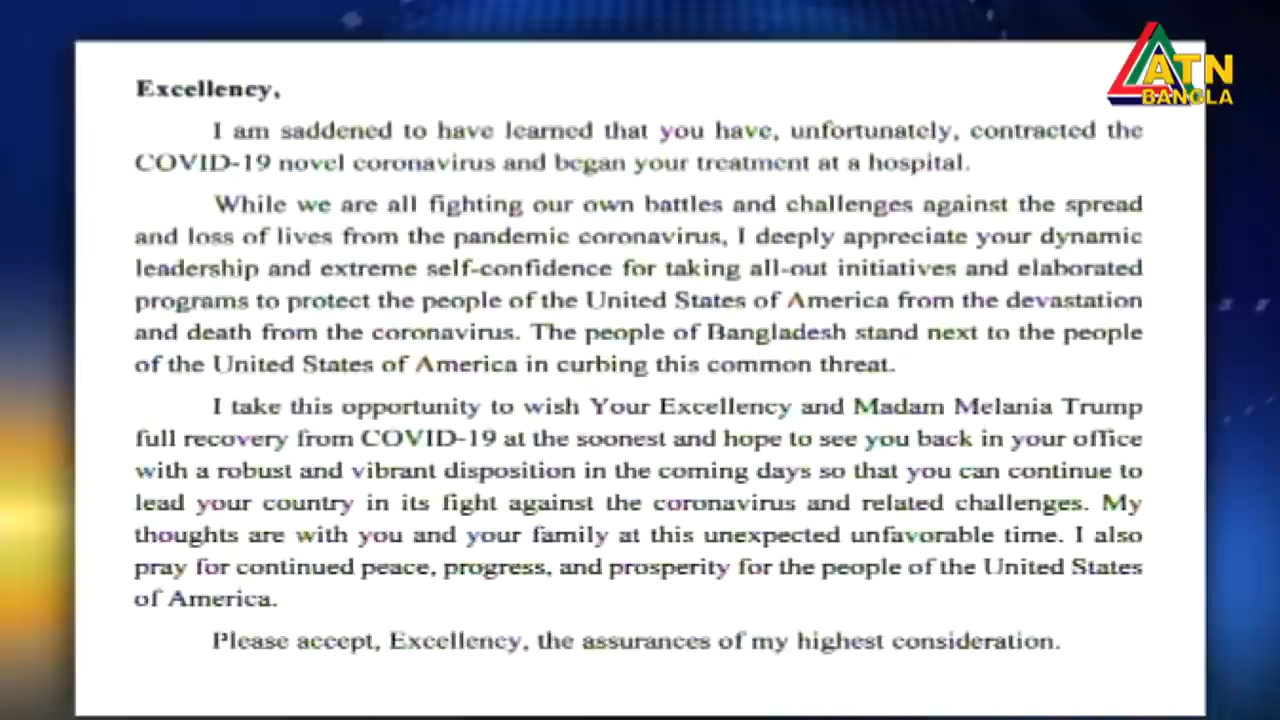 ATN
BANGLA
Excellency,
I am saddened to have learned that you have, unfortunately, contracted the
COVID-19 novel coronavirus and began your treatment at a hospital.
While we are all fighting our own battles and challenges against the spread
and loss of lives from the pandemic coronavirus, I deeply appreciate your dynamic
leadership and extreme self-confidence for taking all-out initiatives and elaborated
programs to protect the people of the United States of America from the devastation
and death from the coronavirus. The people of Bangladesh stand next to the people
of the United States of America in curbing this common threat.
I take this opportunity to wish Your Excellency and Madam Melania Trump
full recovery from COVID-19 at the soonest and hope to see you back in your office
with a robust and vibrant disposition in the coming days so that you can continue to
lead your country in its fight against the coronavirus and related challenges. My
thoughts are with you and your family at this unexpected unfavorable time. I also
pray for continued peace, progress, and prosperity for the people of the United States
of America.
Please accept, Excellency, the assurances of my highest consideration.